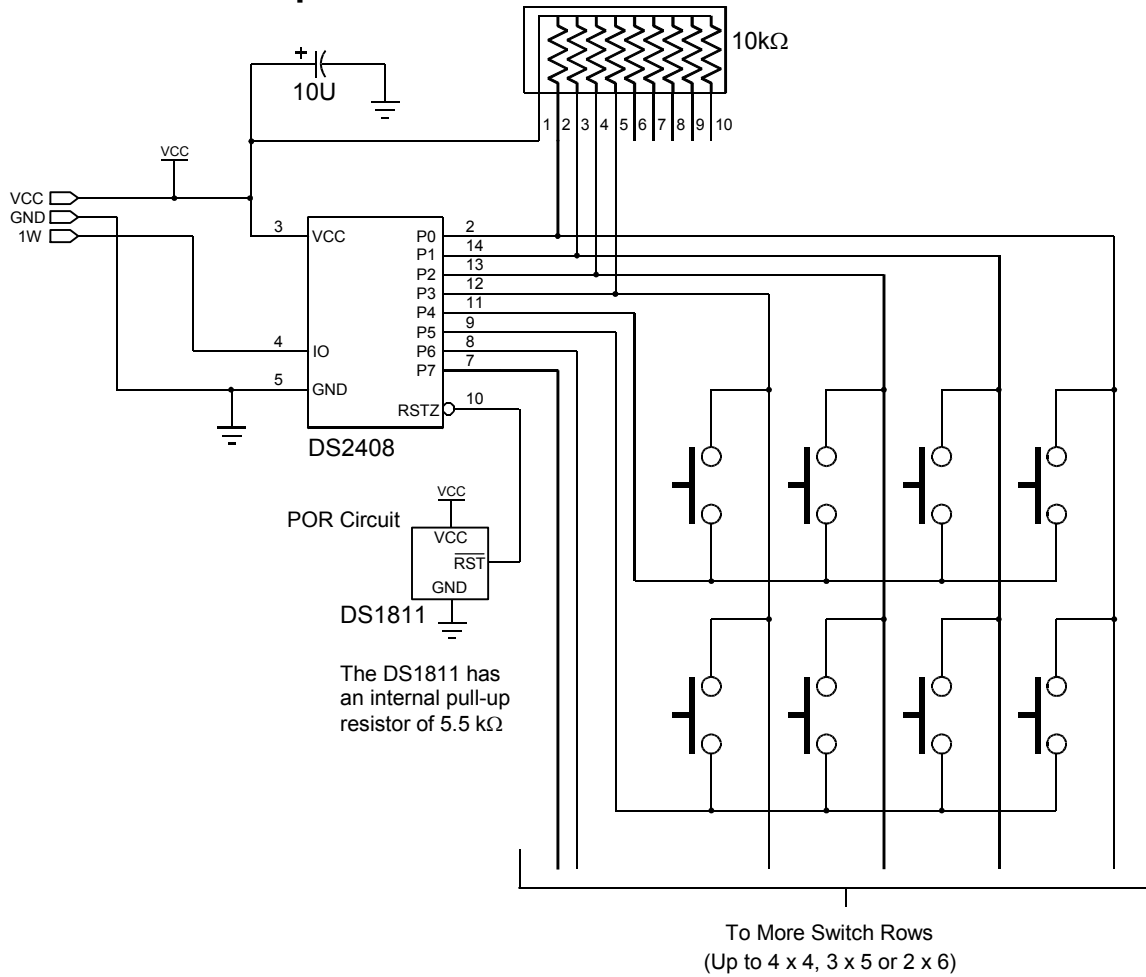 10kΩ
+
10U
1 2 3 4 5 6 7 8 9 10
VCC
VCC
GND
1W
3 VCC
4 IO
5 GND
P0 2
P1 14
P2 13
P3 12
P4 11
P5 9
P6 8
P7 7
RSTZ 10
DS2408
POR Circuit
VCC
VCC
RST
GND
DS1811
The DS1811 has
an internal pull-up
resistor of 5.5 kΩ
To More Switch Rows
(Up to 4 x 4, 3 x 5 or 2 x 6)